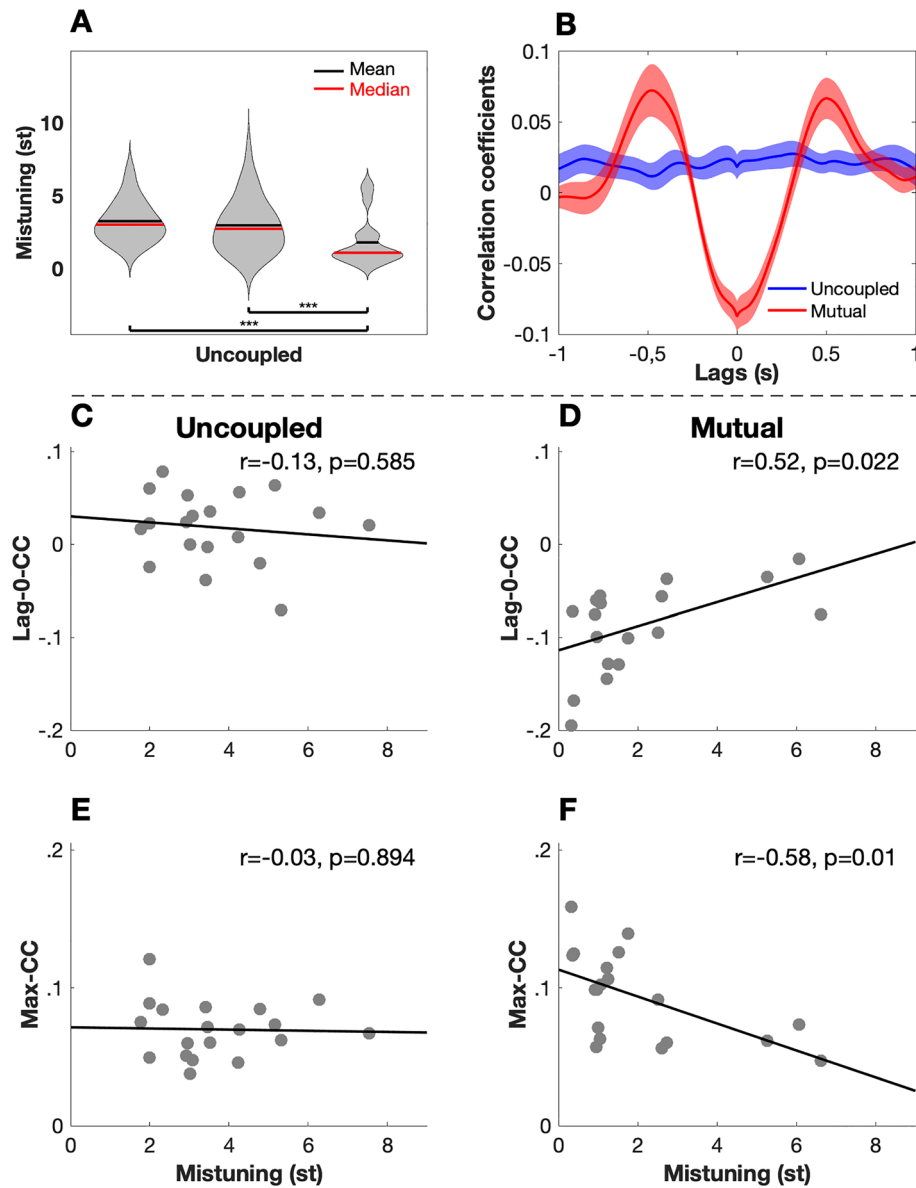 A
Mean
Median
10
5
0
Mistuning (st)
***
***
Uncoupled
B
0.1
0.05
0
-0.05
-0.1
Correlation coefficients
Uncoupled
Mutual
-1
-0,5
0
0.5
1
Lags (s)
C
Uncoupled
r=-0.13, p=0.585
.1
0
-.1
-.2
Lag-0-CC
0
2
4
6
8
D
Mutual
r=0.52, p=0.022
.1
0
-.1
-.2
Lag-0-CC
0
2
4
6
8
E
r=-0.03, p=0.894
.2
0.1
0
Max-CC
0
2
4
6
8
Mistuning (st)
F
r=-0.58, p=0.01
.2
0.1
0
Max-CC
0
2
4
6
8
Mistuning (st)